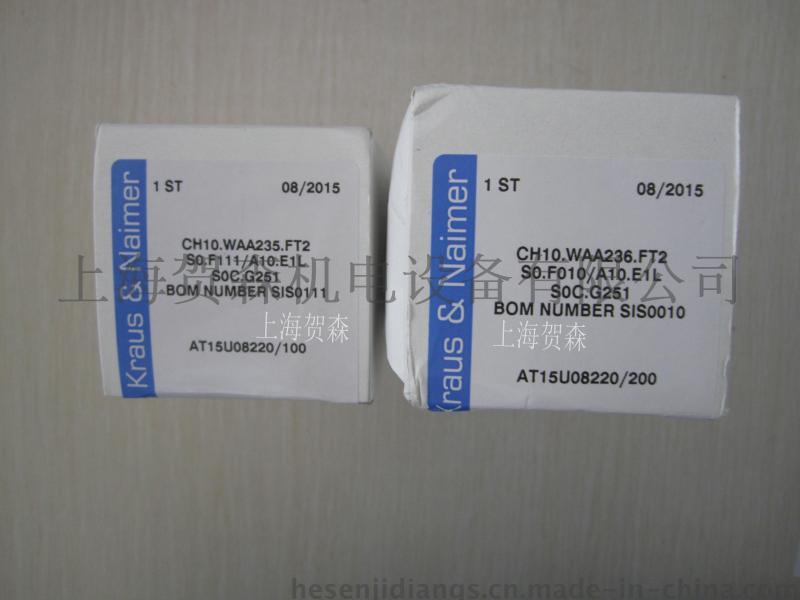 Kraus & Naimer
1 ST 08/2015
CH10.WAA235.FT2
S0.F111/A10.E1L
S0C.G251
BOM NUMBER SIS0111
AT15U08220/100
上海贺森
Kraus & Naimer
1 ST 08/2015
CH10.WAA236.FT2
S0.F010/A10.E1L
S0C.G251
BOM NUMBER SIS0010
AT15U08220/200
上海贺森
上海贺森机电设备有限公司
hesenjidiangs.cn.made-in-china.com